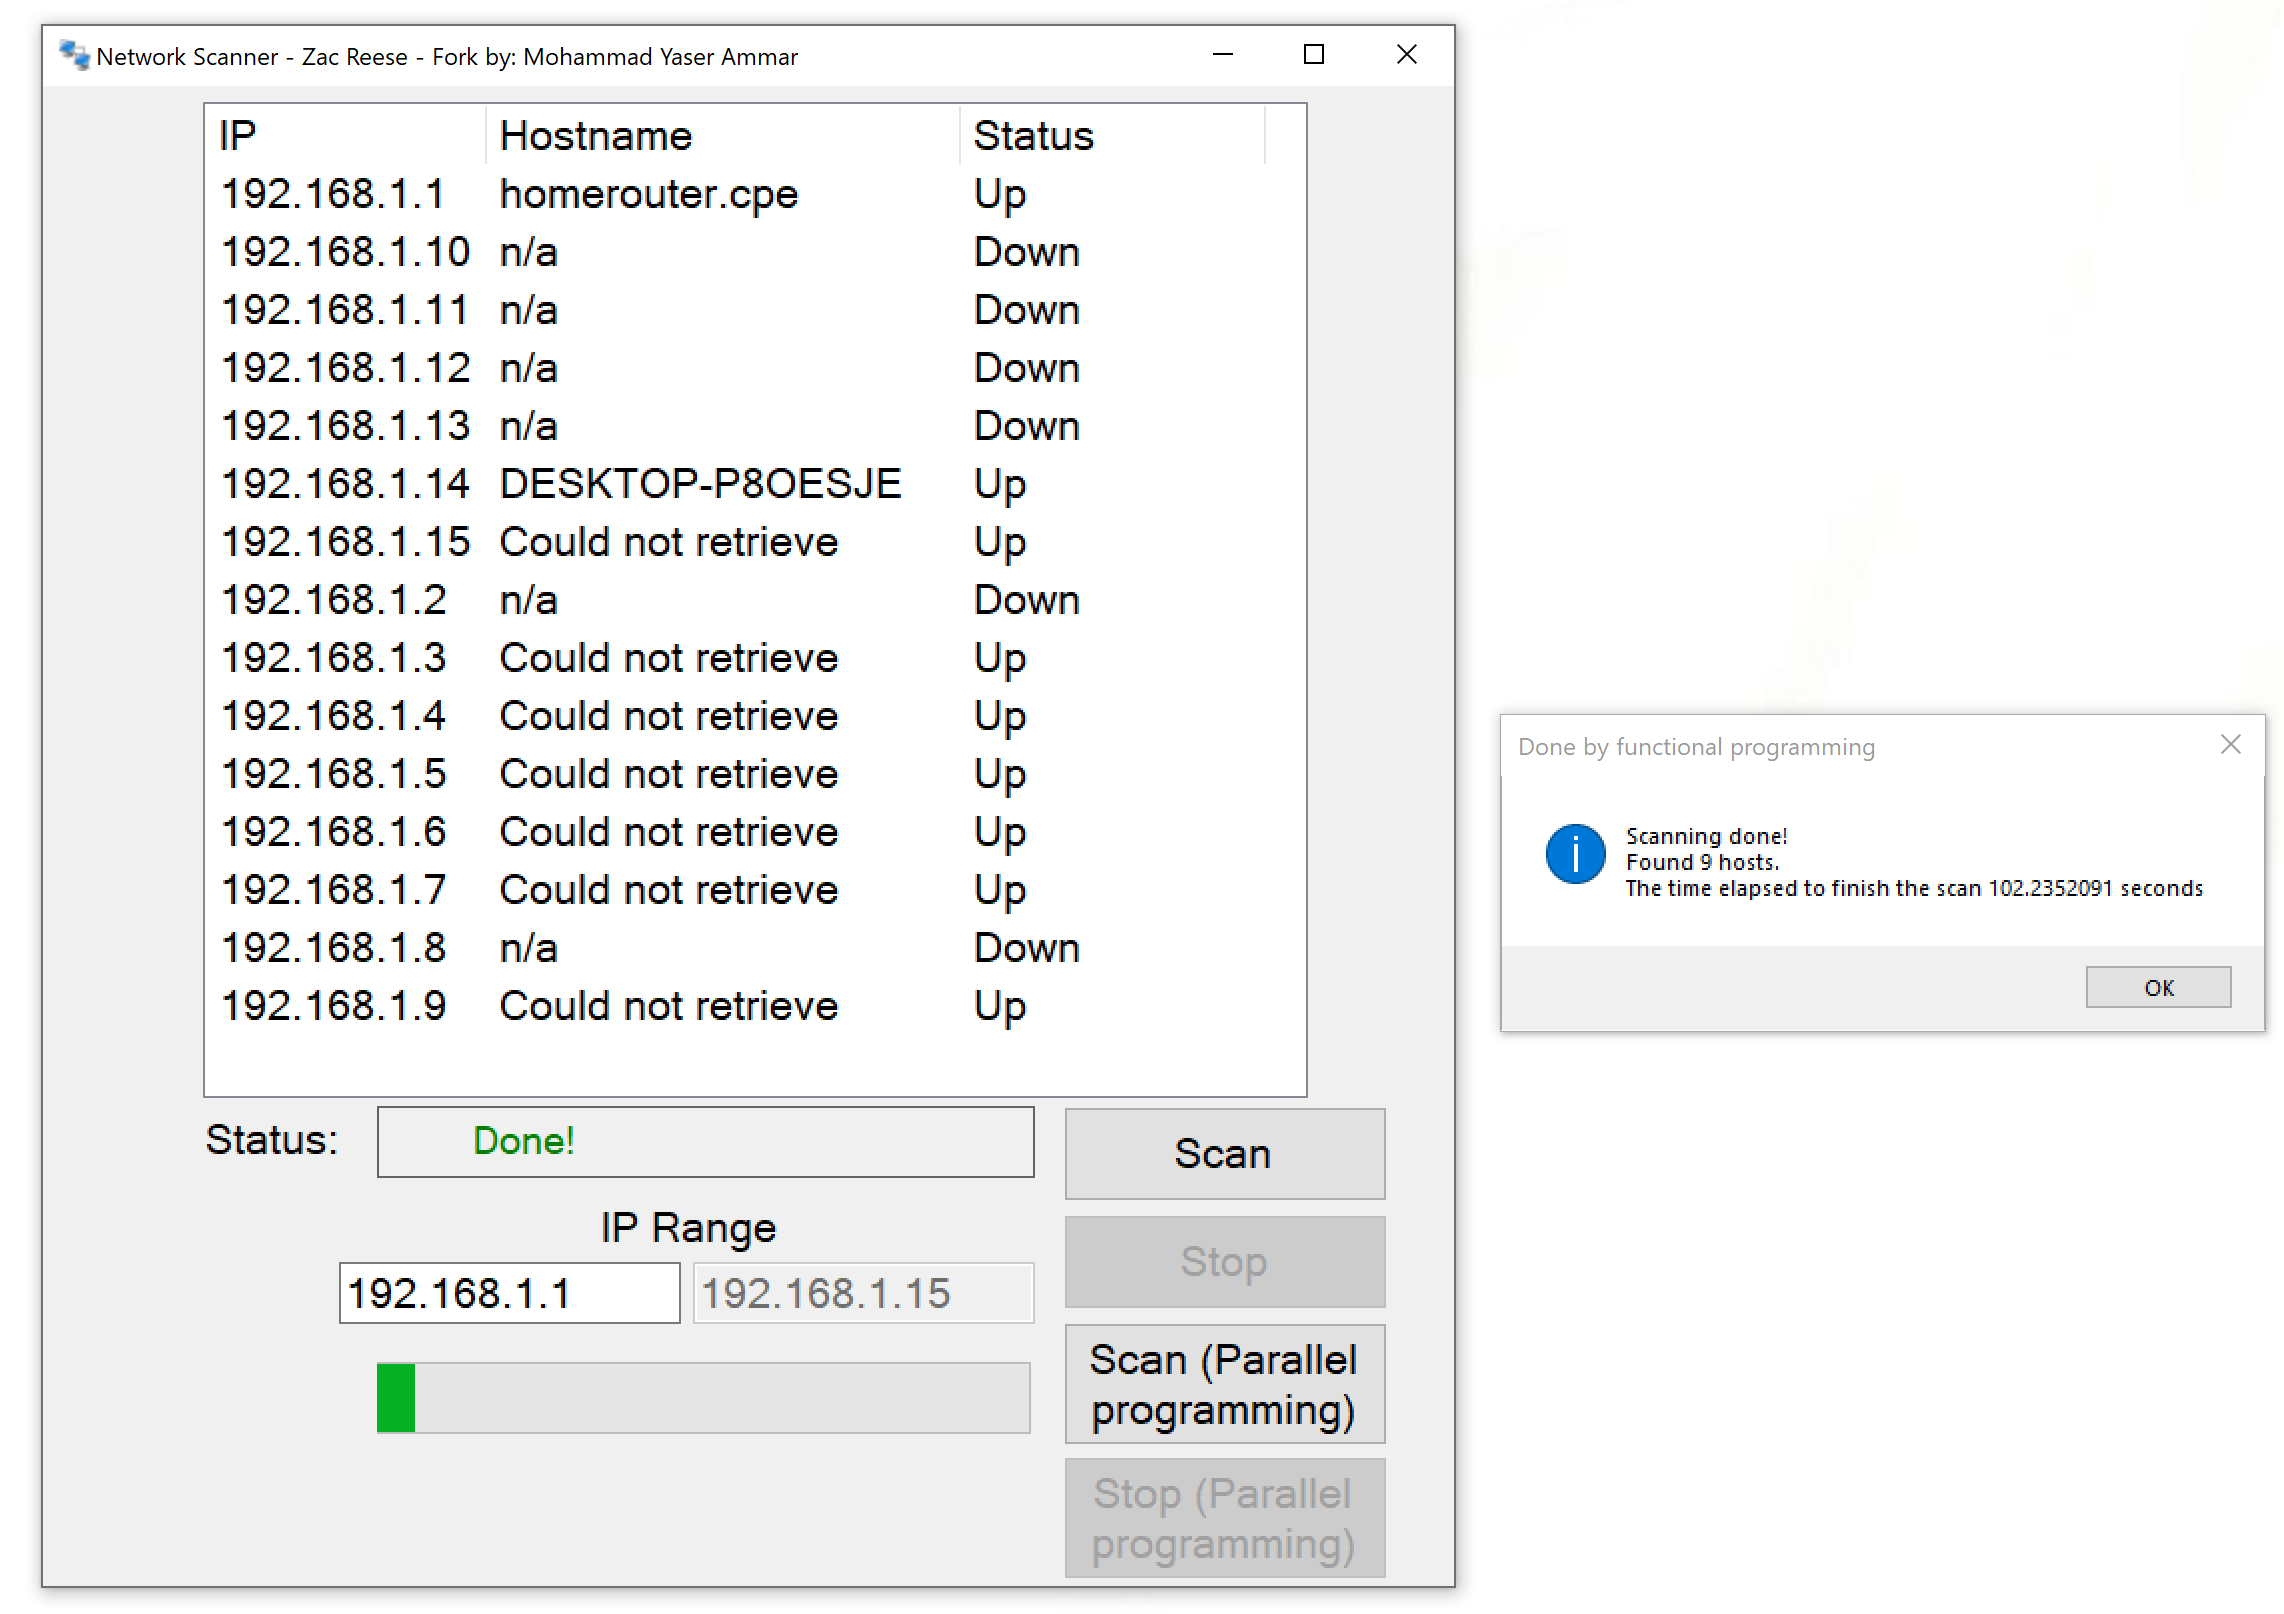 Network Scanner - Zac Reese - Fork by: Mohammad Yaser Ammar
IP Hostname Status
192.168.1.1 homerouter.cpe Up
192.168.1.10 n/a Down
192.168.1.11 n/a Down
192.168.1.12 n/a Down
192.168.1.13 n/a Down
192.168.1.14 DESKTOP-P8OESJE Up
192.168.1.15 Could not retrieve Up
192.168.1.2 n/a Down
192.168.1.3 Could not retrieve Up
192.168.1.4 Could not retrieve Up
192.168.1.5 Could not retrieve Up
192.168.1.6 Could not retrieve Up
192.168.1.7 Could not retrieve Up
192.168.1.8 n/a Down
192.168.1.9 Could not retrieve Up
Status: Done!
IP Range
192.168.1.1 192.168.1.15
Scan
Stop
Scan (Parallel
programming)
Stop (Parallel
programming)
Done by functional programming
Scanning done!
Found 9 hosts.
The time elapsed to finish the scan 102.2352091 seconds
OK